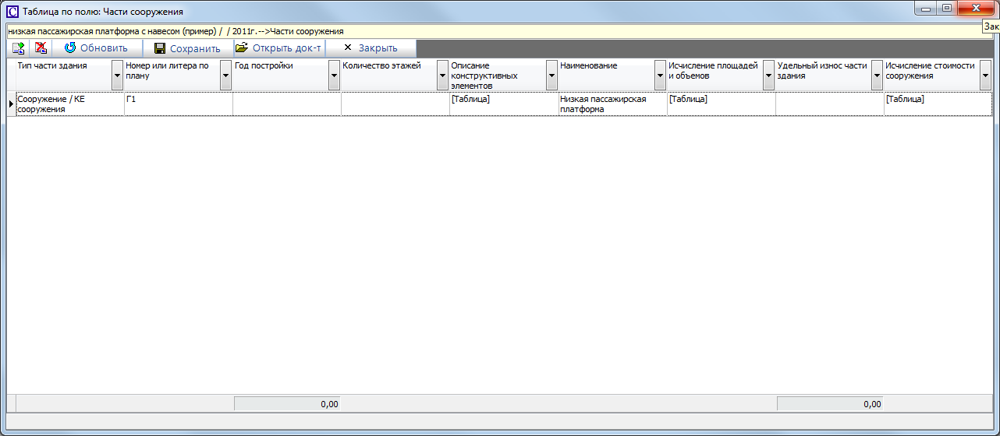 C Таблица по полю: Части сооружения
низкая пассажирская платформа с навесом (пример) / / 2011г.-->Части сооружения
Зак
Обновить Сохранить Открыть док-т Закрыть
Тип части здания Номер или литера по плану Год постройки Количество этажей Описание конструктивных элементов Наименование Исчисление площадей и объемов Удельный износ части здания Исчисление стоимости сооружения
Сооружение / КЕ сооружения Г1 [Таблица] Низкая пассажирская платформа [Таблица] [Таблица]
0,00 0,00